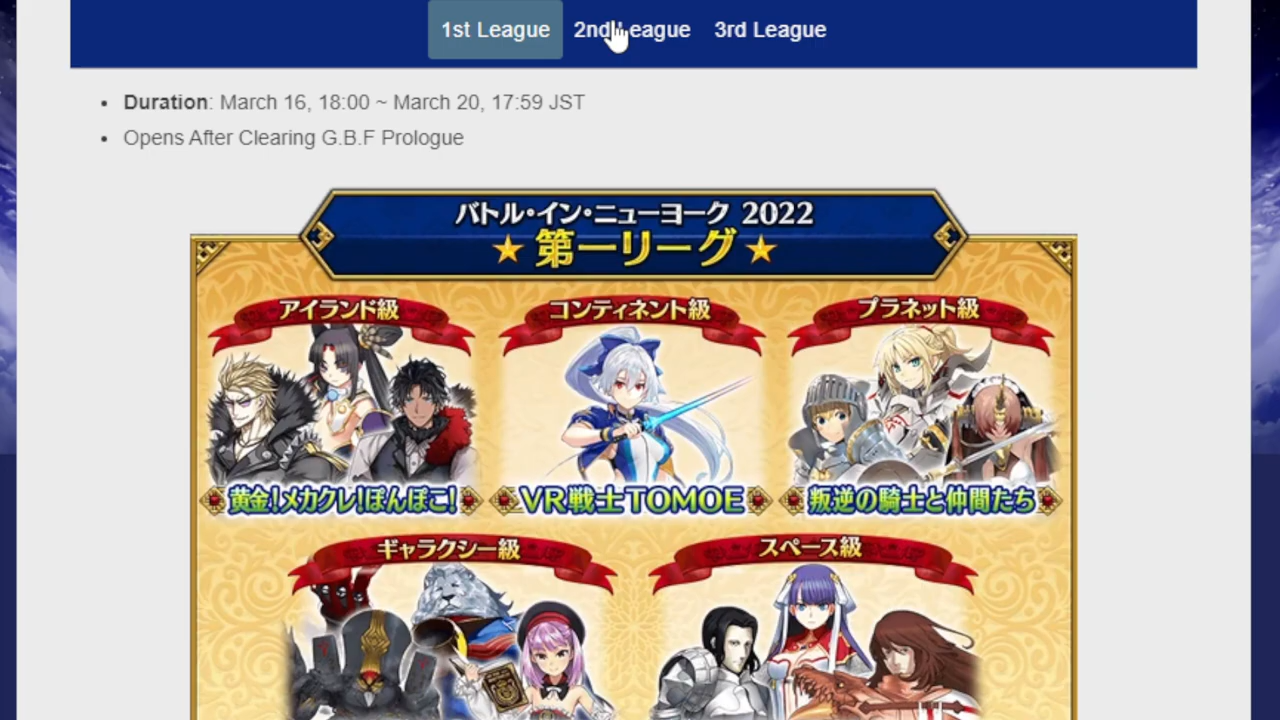 1st League 2nd League 3rd League
Duration: March 16, 18:00 ~ March 20, 17:59 JST
Opens After Clearing G.B.F Prologue
バトル・イン・ニューヨーク 2022
第一リーグ
アイランド級 コンティネント級 プラネット級
黄金!メカクレ!ぽんぽこ! VR戦士TOMOE 叛逆の騎士と仲間たち
ギャラクシー級 スペース級